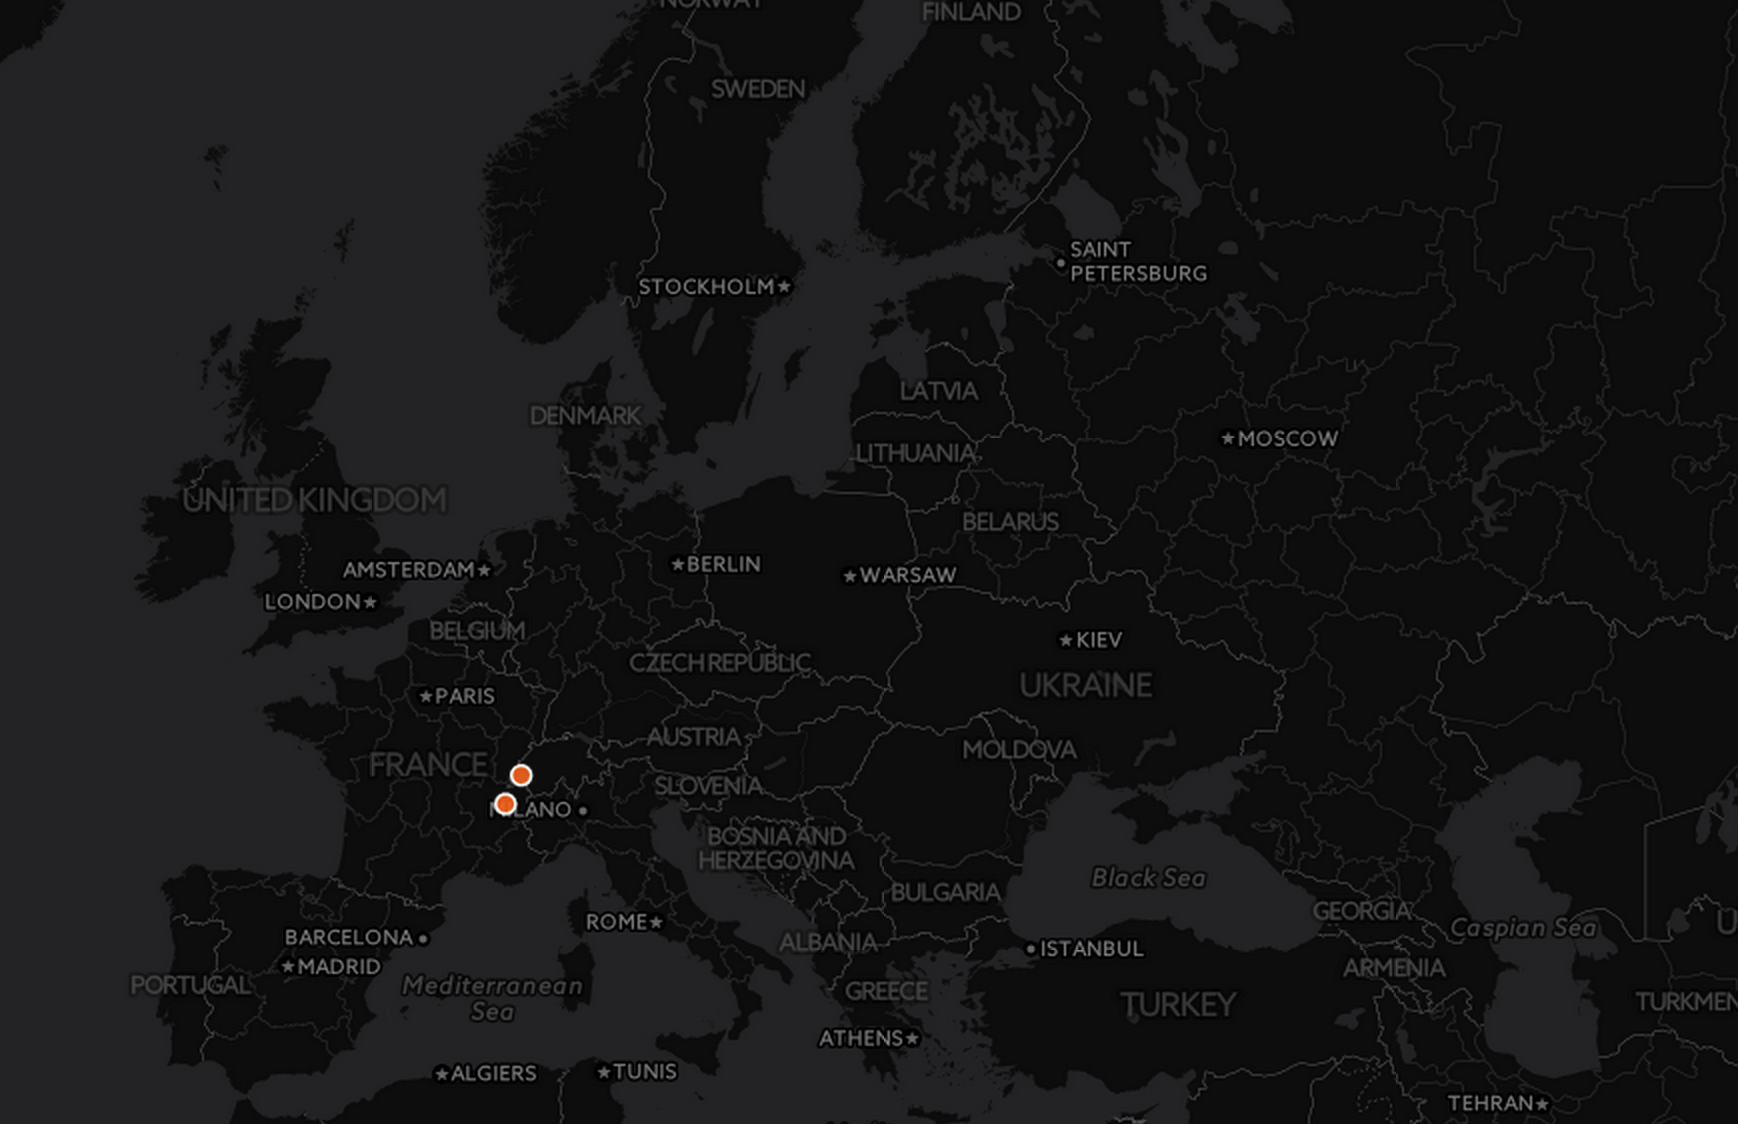 NORWAY
FINLAND
SWEDEN
SAINT
PETERSBURG
STOCKHOLM
LATVIA
DENMARK
MOSCOW
LITHUANIA
UNITED KINGDOM
BELARUS
AMSTERDAM
BERLIN
WARSAW
LONDON
BELGIUM
KIEV
CZECH REPUBLIC
UKRAINE
PARIS
AUSTRIA
MOLDOVA
FRANCE
SLOVENIA
MILANO
BOSNIA AND
HERZEGOVINA
Black Sea
BULGARIA
GEORGIA
ROME
Caspian Sea
BARCELONA
ALBANIA
ISTANBUL
MADRID
ARMENIA
PORTUGAL
Mediterranean
Sea
GREECE
TURKEY
TURKMEN
ATHENS
ALGIERS
TUNIS
TEHRAN